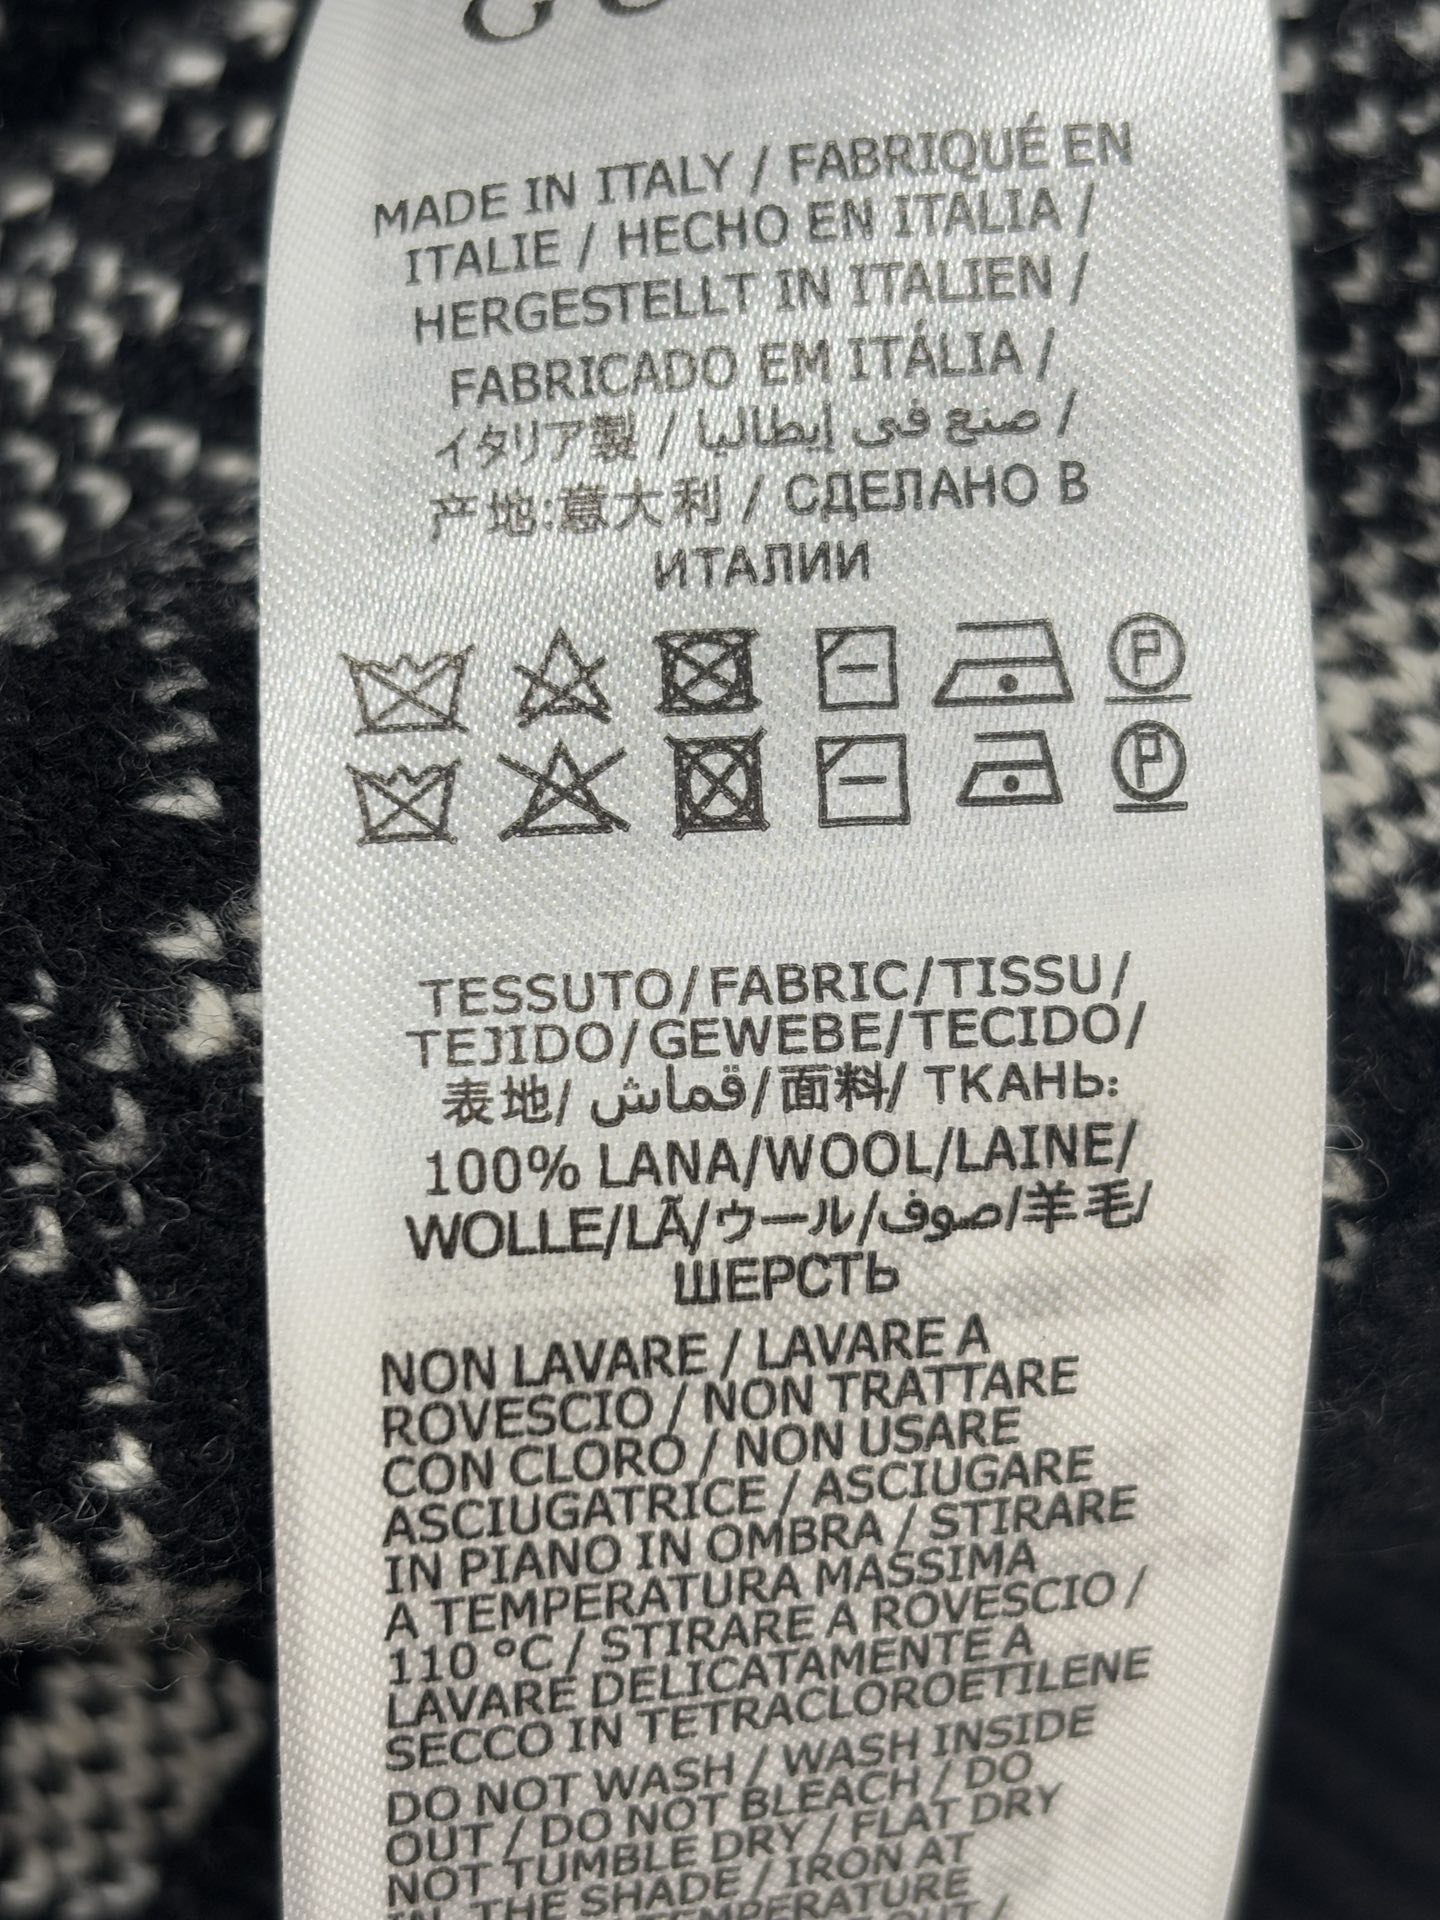 MADE IN ITALY / FABRIQUÉ EN
ITALIE / HECHO EN ITALIA /
HERGESTELLT IN ITALIEN /
FABRICADO EM ITÁLIA /
イタリア製 / صنع في إيطاليا /
产地:意大利 / СДЕЛАНО В
ИТАЛИИ
P
P
TESSUTO/FABRIC/TISSU/
TEJIDO/GEWEBE/TECIDO/
表地/ قماش/面料/ ТКАНЬ:
100% LANA/WOOL/LAINE/
WOLLE/LÃ/ウール/صوف/羊毛/
ШЕРСТЬ
NON LAVARE / LAVARE A
ROVESCIO / NON TRATTARE
CON CLORO / NON USARE
ASCIUGATRICE / ASCIUGARE
IN PIANO IN OMBRA / STIRARE
A TEMPERATURA MASSIMA
110 °C / STIRARE A ROVESCIO /
LAVARE DELICATAMENTE A
SECCO IN TETRACLOROETILENE
DO NOT WASH / WASH INSIDE
OUT / DO NOT BLEACH / DO
NOT TUMBLE DRY / FLAT DRY
IN THE SHADE / IRON AT
TEMPERATURE
OUT /